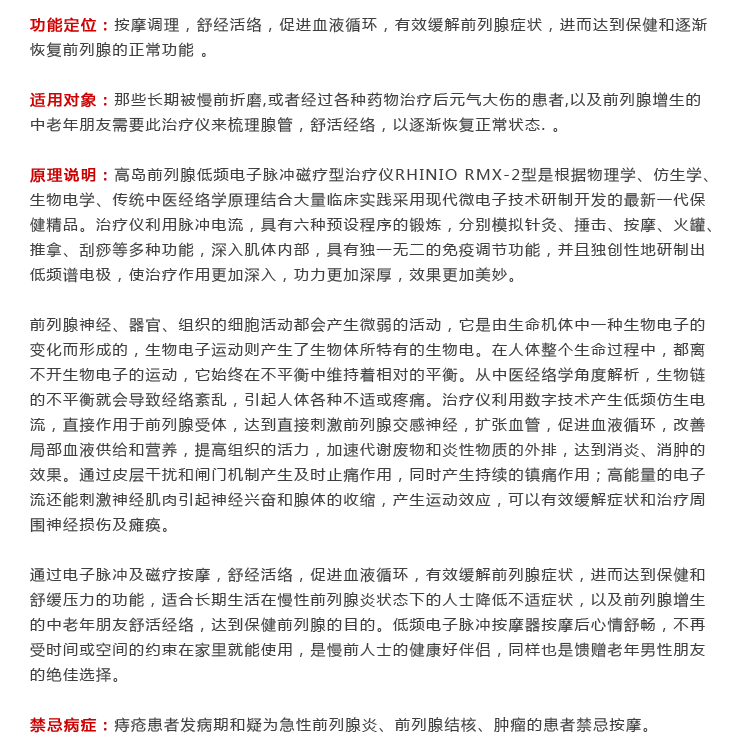 功能定位：按摩调理，舒经活络，促进血液循环，有效缓解前列腺症状，进而达到保健和逐渐
恢复前列腺的正常功能 。
适用对象：那些长期被慢前折磨,或者经过各种药物治疗后元气大伤的患者,以及前列腺增生的
中老年朋友需要此治疗仪来梳理腺管，舒活经络，以逐渐恢复正常状态. 。
原理说明：高岛前列腺低频电子脉冲磁疗型治疗仪RHINIO RMX-2型是根据物理学、仿生学、
生物电学、传统中医经络学原理结合大量临床实践采用现代微电子技术研制开发的最新一代保
健精品。治疗仪利用脉冲电流，具有六种预设程序的锻炼，分别模拟针灸、捶击、按摩、火罐、
推拿、刮痧等多种功能，深入肌体内部，具有独一无二的免疫调节功能，并且独创性地研制出
低频谱电极，使治疗作用更加深入，功力更加深厚，效果更加美妙。
前列腺神经、器官、组织的细胞活动都会产生微弱的活动，它是由生命机体中一种生物电子的
变化而形成的，生物电子运动则产生了生物体所特有的生物电。在人体整个生命过程中，都离
不开生物电子的运动，它始终在不平衡中维持着相对的平衡。从中医经络学角度解析，生物链
的不平衡就会导致经络紊乱，引起人体各种不适或疼痛。治疗仪利用数字技术产生低频仿生电
流，直接作用于前列腺受体，达到直接刺激前列腺交感神经，扩张血管，促进血液循环，改善
局部血液供给和营养，提高组织的活力，加速代谢废物和炎性物质的外排，达到消炎、消肿的
效果。通过皮层干扰和闸门机制产生及时止痛作用，同时产生持续的镇痛作用；高能量的电子
流还能刺激神经肌肉引起神经兴奋和腺体的收缩，产生运动效应，可以有效缓解症状和治疗周
围神经损伤及瘫痪。
通过电子脉冲及磁疗按摩，舒经活络，促进血液循环，有效缓解前列腺症状，进而达到保健和
舒缓压力的功能，适合长期生活在慢性前列腺炎状态下的人士降低不适症状，以及前列腺增生
的中老年朋友舒活经络，达到保健前列腺的目的。低频电子脉冲按摩器按摩后心情舒畅，不再
受时间或空间的约束在家里就能使用，是慢前人士的健康好伴侣，同样也是馈赠老年男性朋友
的绝佳选择。
禁忌病症：痔疮患者发病期和疑为急性前列腺炎、前列腺结核、肿瘤的患者禁忌按摩。